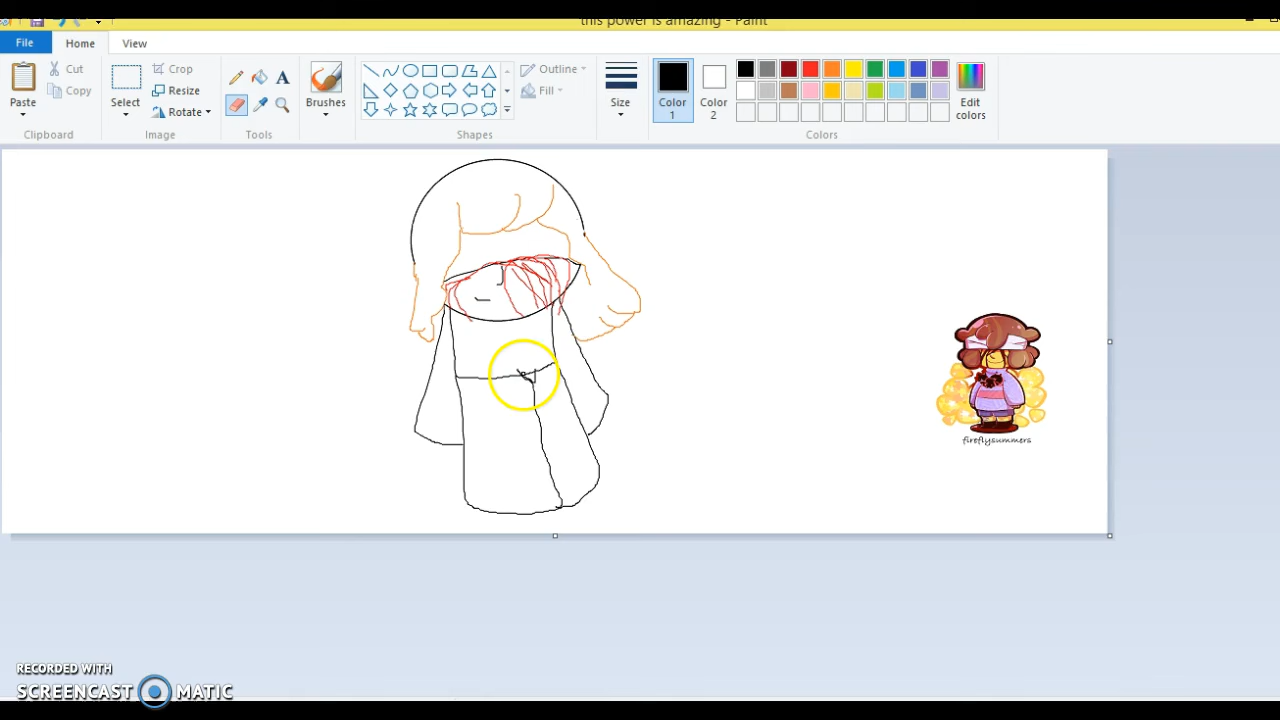 this power is amazing - Paint
File Home View
Cut
Copy
Paste
Clipboard
Crop
Resize
Rotate
Select
Image
Tools
Brushes
Outline
Fill
Shapes
Size
Color 1
Color 2
Edit colors
Colors
fireflysummers
RECORDED WITH
SCREENCAST MATIC